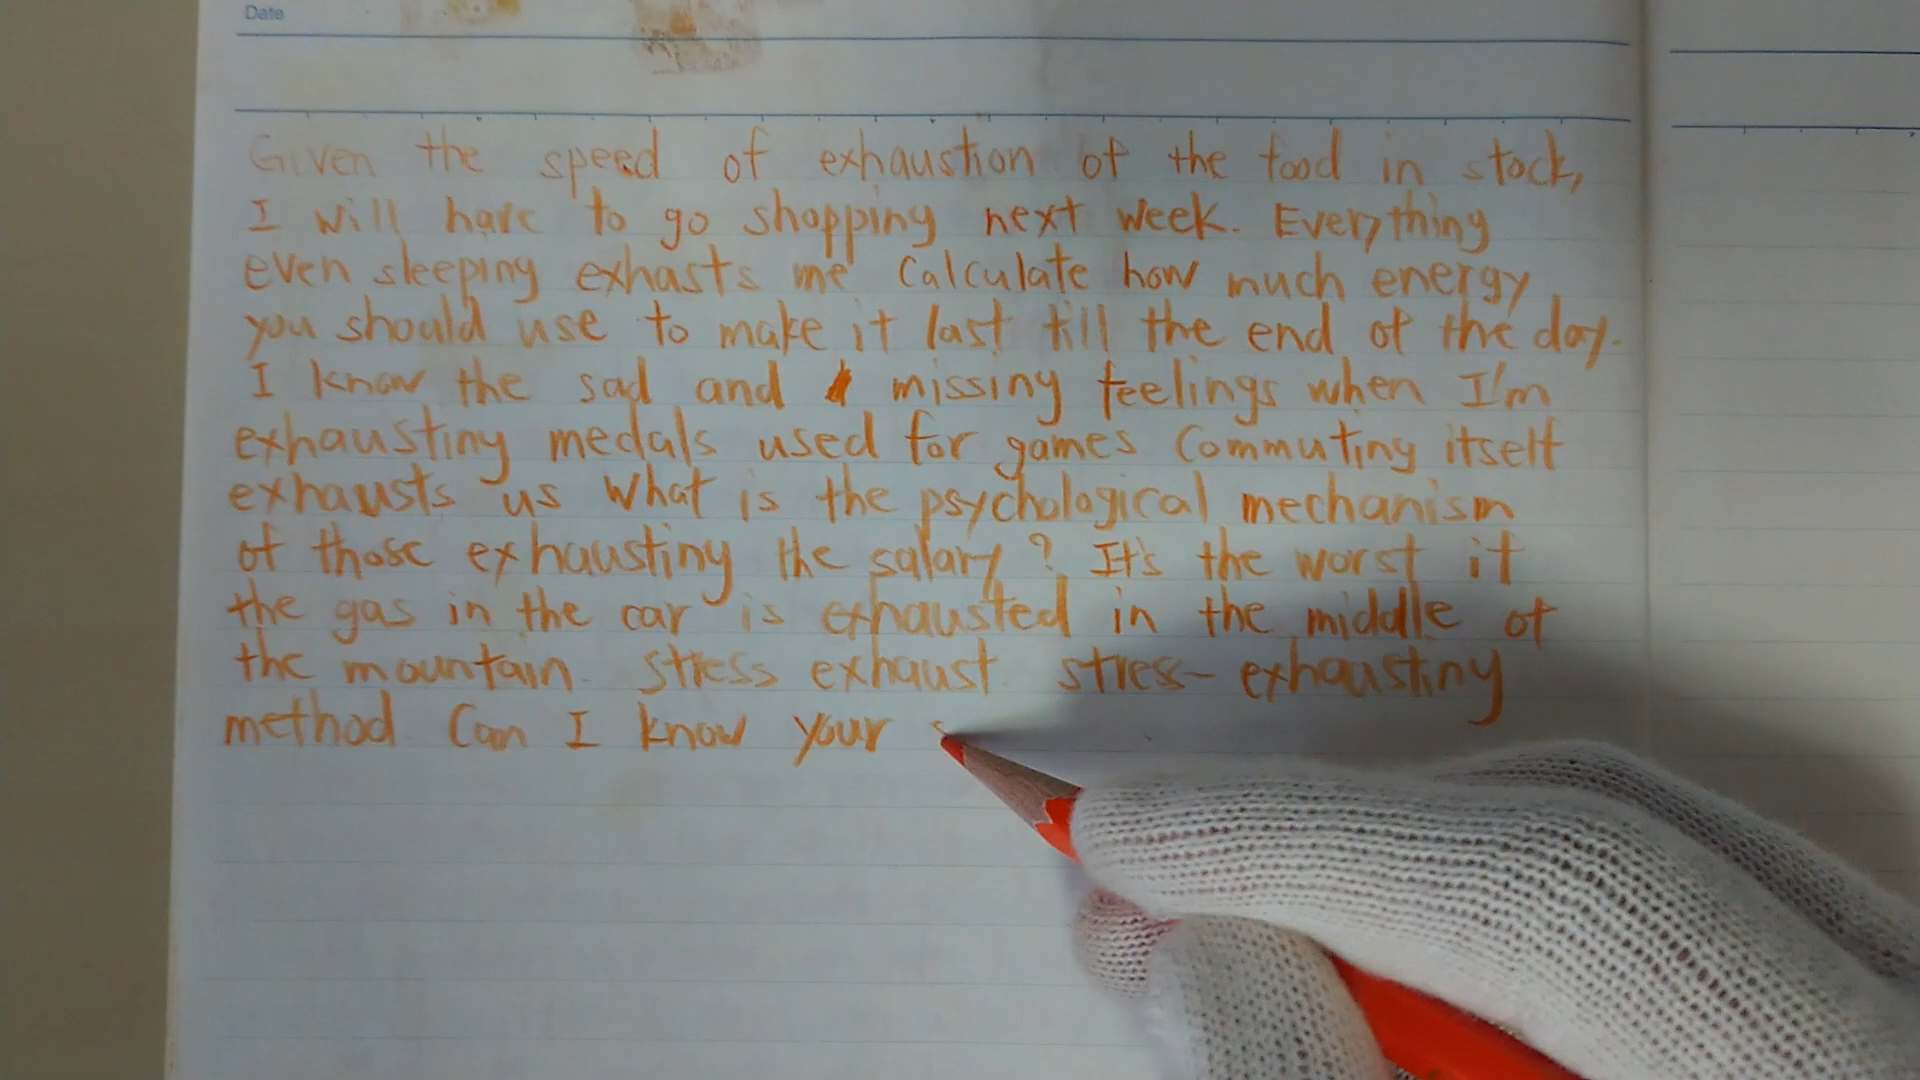 Date
Given the speed of exhaustion of the food in stock,
I will have to go shopping next week. Everything
even sleeping exhasts me Calculate how much energy
you should use to make it last till the end of the day.
I know the sad and missing feelings when I'm
exhausting medals used for games Commuting itself
exhausts us What is the psychological mechanism
of those exhausting the salary? It's the worst if
the gas in the car is exhausted in the middle of
the mountain. Stress exhaust. stress-exhausting
method. Can I know your